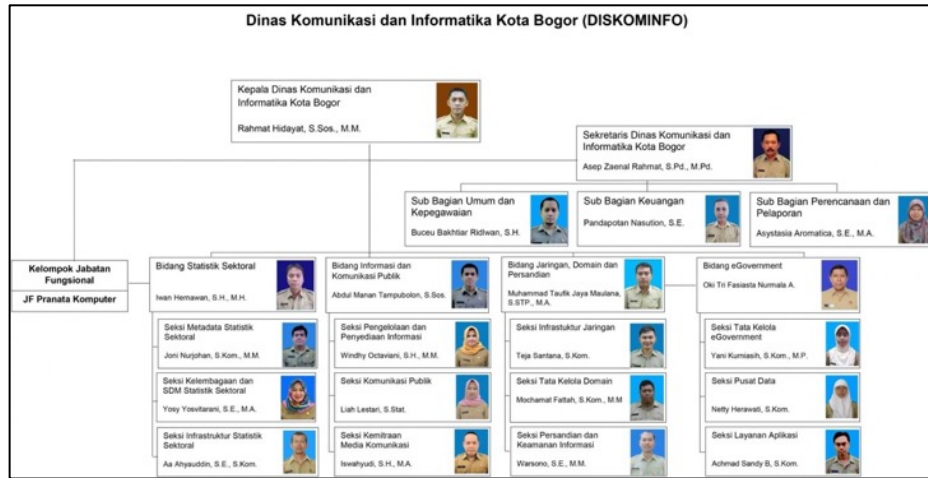 Dinas Komunikasi dan Informatika Kota Bogor (DISKOMINFO)
Kepala Dinas Komunikasi dan
Informatika Kota Bogor
Rahmat Hidayat, S.Sos., M.M.
Sekretaris Dinas Komunikasi dan
Informatika Kota Bogor
Asep Zaenal Rahmat, S.Pd., M.Pd.
Sub Bagian Umum dan
Kepegawaian
Buceu Bakhtiar Ridlwan, S.H.
Sub Bagian Keuangan
Pandapotan Nasution, S.E.
Sub Bagian Perencanaan dan
Pelaporan
Asystasia Aromatica, S.E., M.A.
Kelompok Jabatan
Fungsional
JF Pranata Komputer
Bidang Statistik Sektoral
Iwan Hernawan, S.H., M.H.
Bidang Informasi dan
Komunikasi Publik
Abdul Manan Tampubolon, S.Sos.
Bidang Jaringan, Domain dan
Persandian
Muhammad Taufik Jaya Maulana,
S.STP., M.A.
Bidang eGovernment
Oki Tri Fasiasta Nurmala A.
Seksi Metadata Statistik
Sektoral
Joni Nurjohan, S.Kom., M.M.
Seksi Pengelolaan dan
Penyediaan Informasi
Windhy Octaviani, S.H., M.M.
Seksi Infrastuktur Jaringan
Teja Santana, S.Kom.
Seksi Tata Kelola
eGovernment
Yani Kurniasih, S.Kom., M.P.
Seksi Kelembagaan dan
SDM Statistik Sektoral
Yosy Yosvitarani, S.E., M.A.
Seksi Komunikasi Publik
Liah Lestari, S.Stat.
Seksi Tata Kelola Domain
Mochamat Fattah, S.Kom., M.M
Seksi Pusat Data
Netty Herawati, S.Kom.
Seksi Infrastruktur Statistik
Sektoral
Aa Ahyauddin, S.E., S.Kom.
Seksi Kemitraan
Media Komunikasi
Iswahyudi, S.H., M.A.
Seksi Persandian dan
Keamanan Informasi
Warsono, S.E., M.M.
Seksi Layanan Aplikasi
Achmad Sandy B, S.Kom.